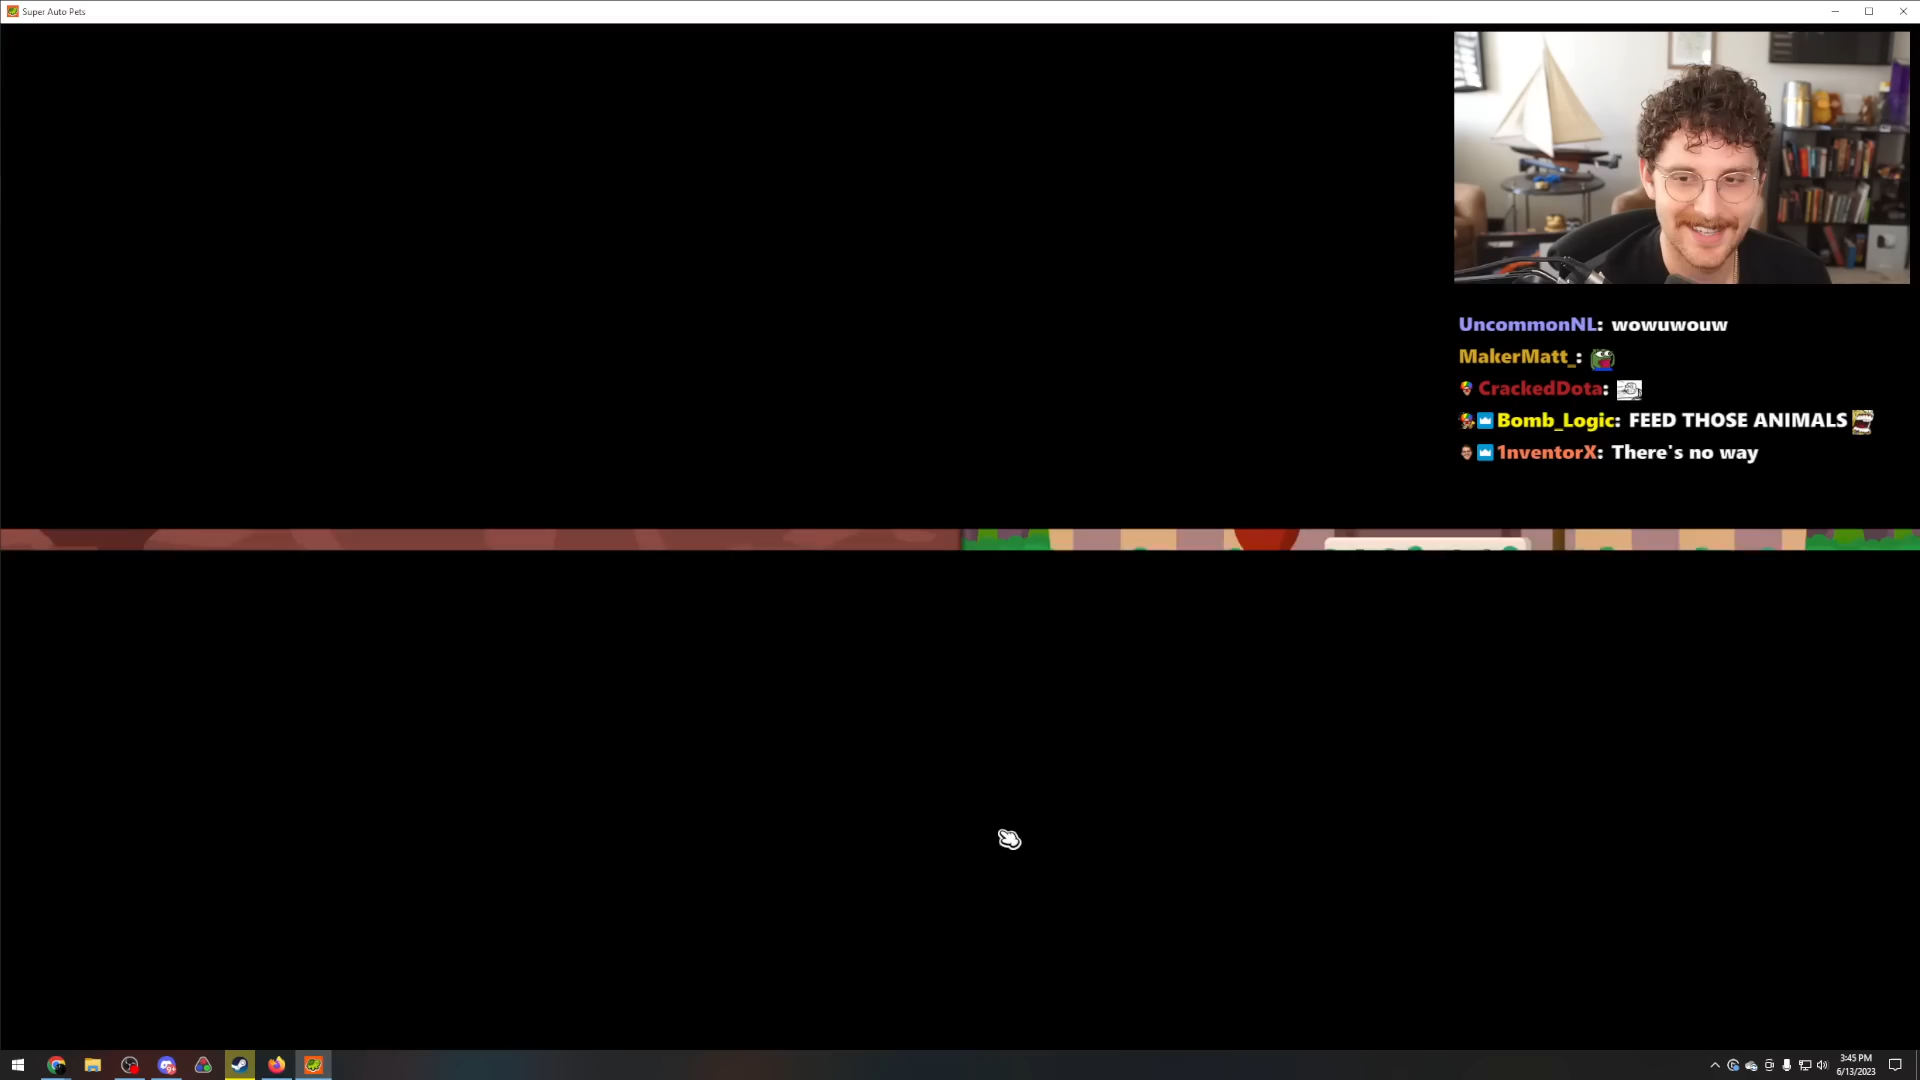 Super Auto Pets
UncommonNL: wowuwouw
MakerMatt_:
CrackedDota:
Bomb_Logic: FEED THOSE ANIMALS
1nventorX: There's no way
3:45 PM
6/13/2023